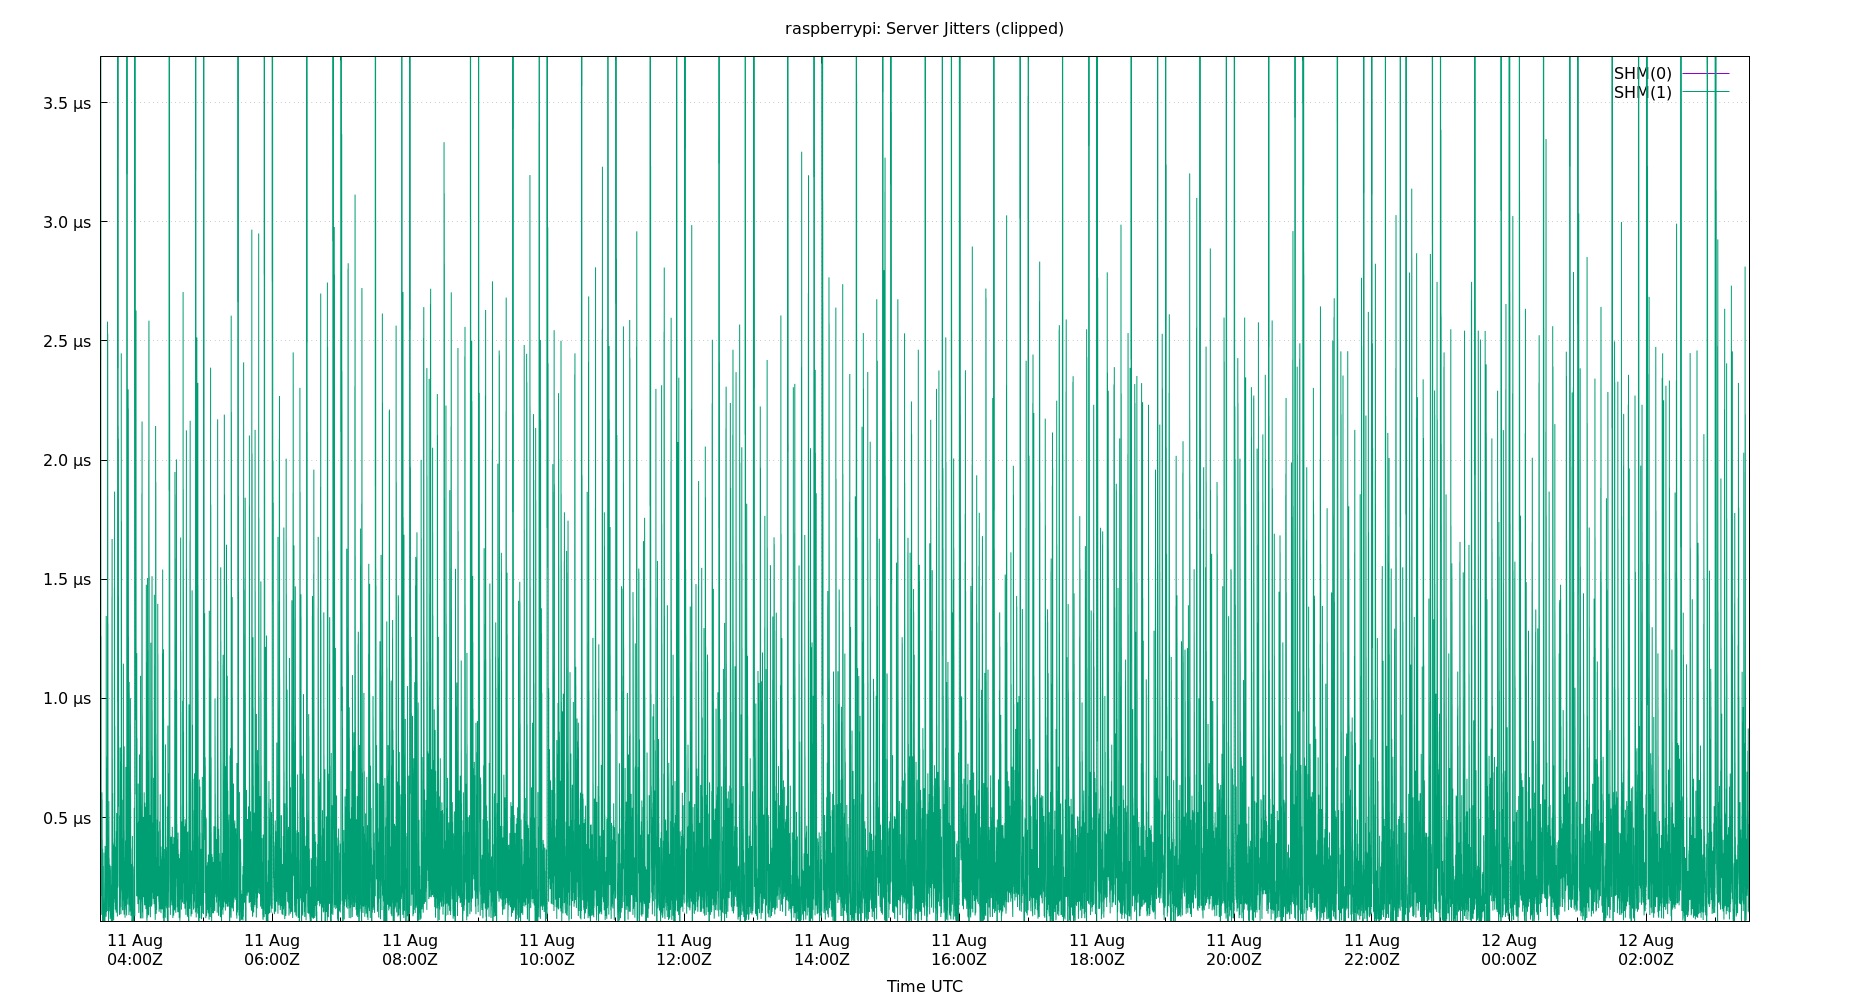 raspberrypi: Server Jitters (clipped)
SHM(0)
SHM(1)
3.5 µs
3.0 µs
2.5 µs
2.0 µs
1.5 µs
1.0 µs
0.5 µs
11 Aug 11 Aug 11 Aug 11 Aug 11 Aug 11 Aug 11 Aug 11 Aug 11 Aug 11 Aug 12 Aug 12 Aug
04:00Z 06:00Z 08:00Z 10:00Z 12:00Z 14:00Z 16:00Z 18:00Z 20:00Z 22:00Z 00:00Z 02:00Z
Time UTC